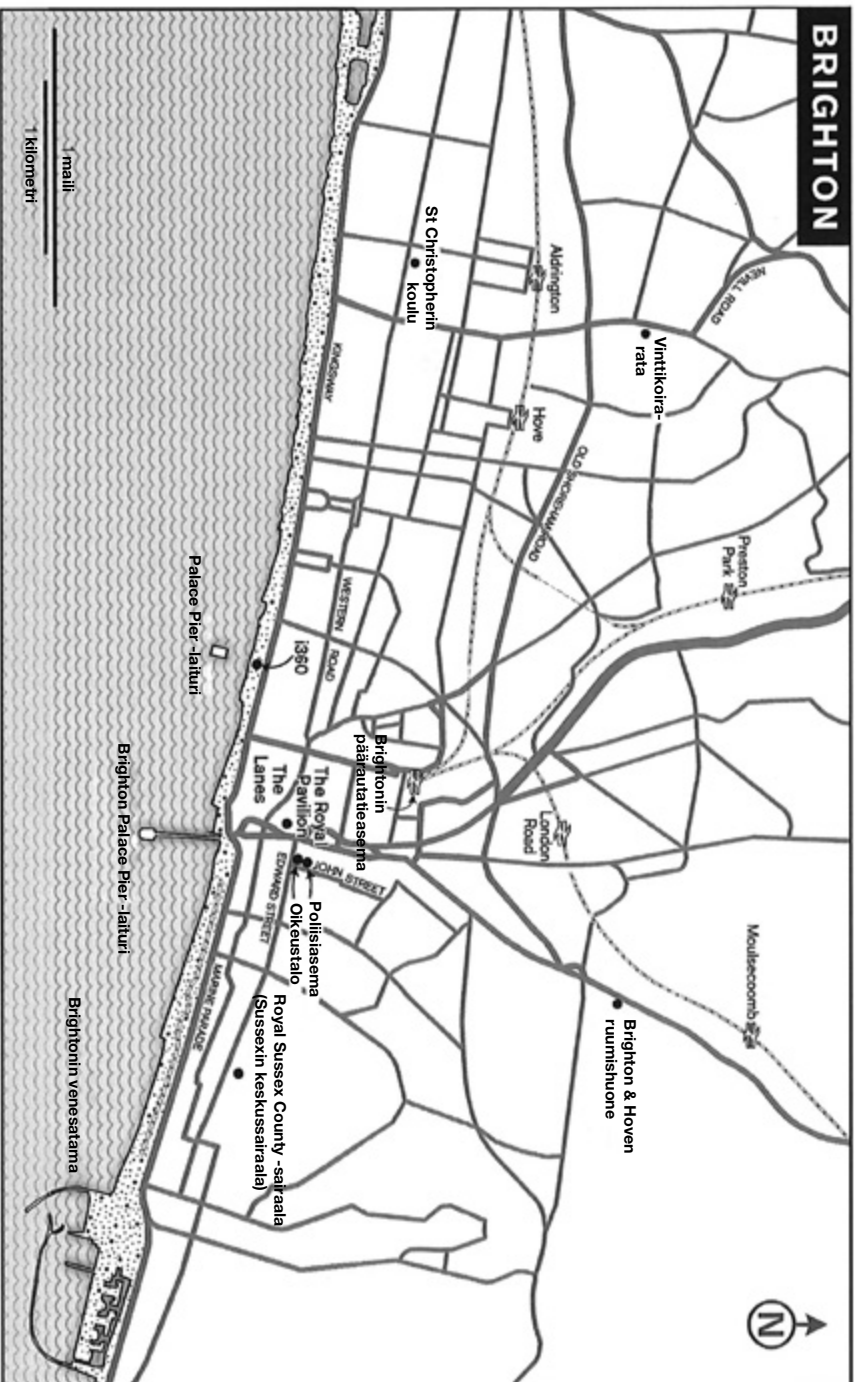 BRIGHTON
NEVILL ROAD
Vinttikoira-
rata
Aldrington
St Christopherin
koulu
Hove
KINGSWAY
OLD SHOREHAM ROAD
Preston
Park
WESTERN
ROAD
i360
Palace Pier -laituri
Brightonin
päärautatieasema
The
Lanes
The Royal
Pavilion
London
Road
JOHN STREET
EDWARD STREET
Poliisiasema
Oikeustalo
Brighton Palace Pier -laituri
MARINE PARADE
Moulsecoomb
Brighton & Hoven
ruumishuone
Royal Sussex County -sairaala
(Sussexin keskussairaala)
Brightonin venesatama
1 maili
1 kilometri
N